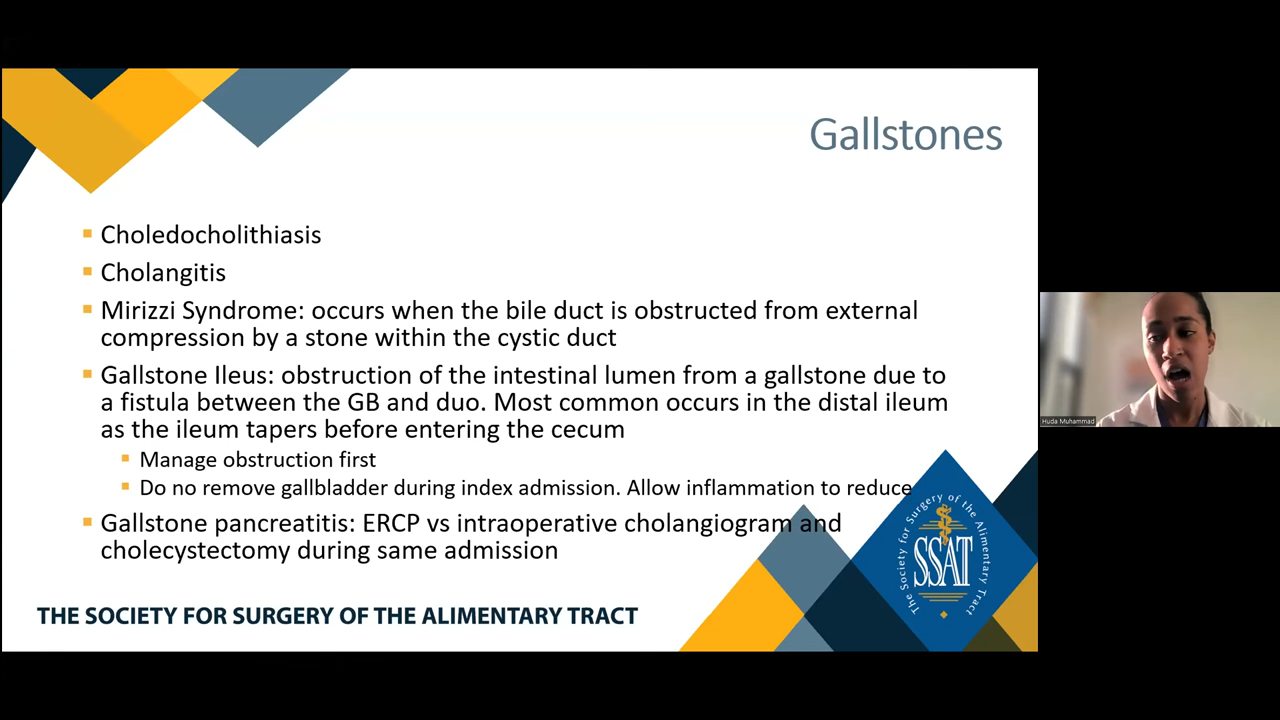 Gallstones
Choledocholithiasis
Cholangitis
Mirizzi Syndrome: occurs when the bile duct is obstructed from external
compression by a stone within the cystic duct
Gallstone Ileus: obstruction of the intestinal lumen from a gallstone due to
a fistula between the GB and duo. Most common occurs in the distal ileum
as the ileum tapers before entering the cecum
Manage obstruction first
Do no remove gallbladder during index admission. Allow inflammation to reduce
Gallstone pancreatitis: ERCP vs intraoperative cholangiogram and
cholecystectomy during same admission
THE SOCIETY FOR SURGERY OF THE ALIMENTARY TRACT
The Society for Surgery of the Alimentary Tract
SSAT
Huda Muhammad